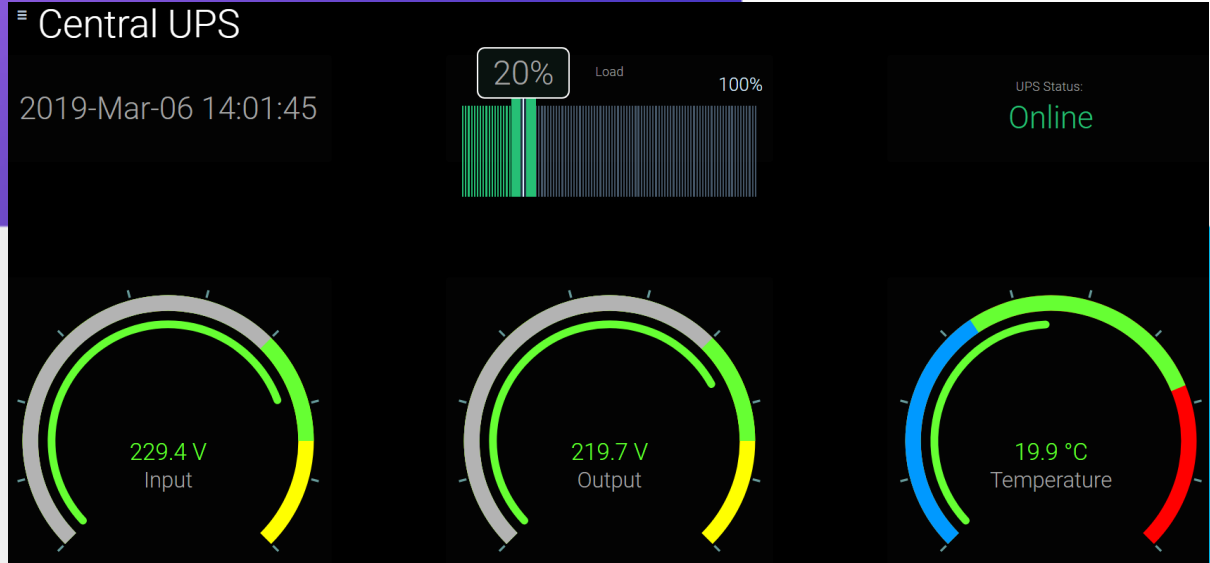 Central UPS
2019-Mar-06 14:01:45
20%
Load
100%
UPS Status:
Online
229.4 V
Input
219.7 V
Output
19.9 °C
Temperature